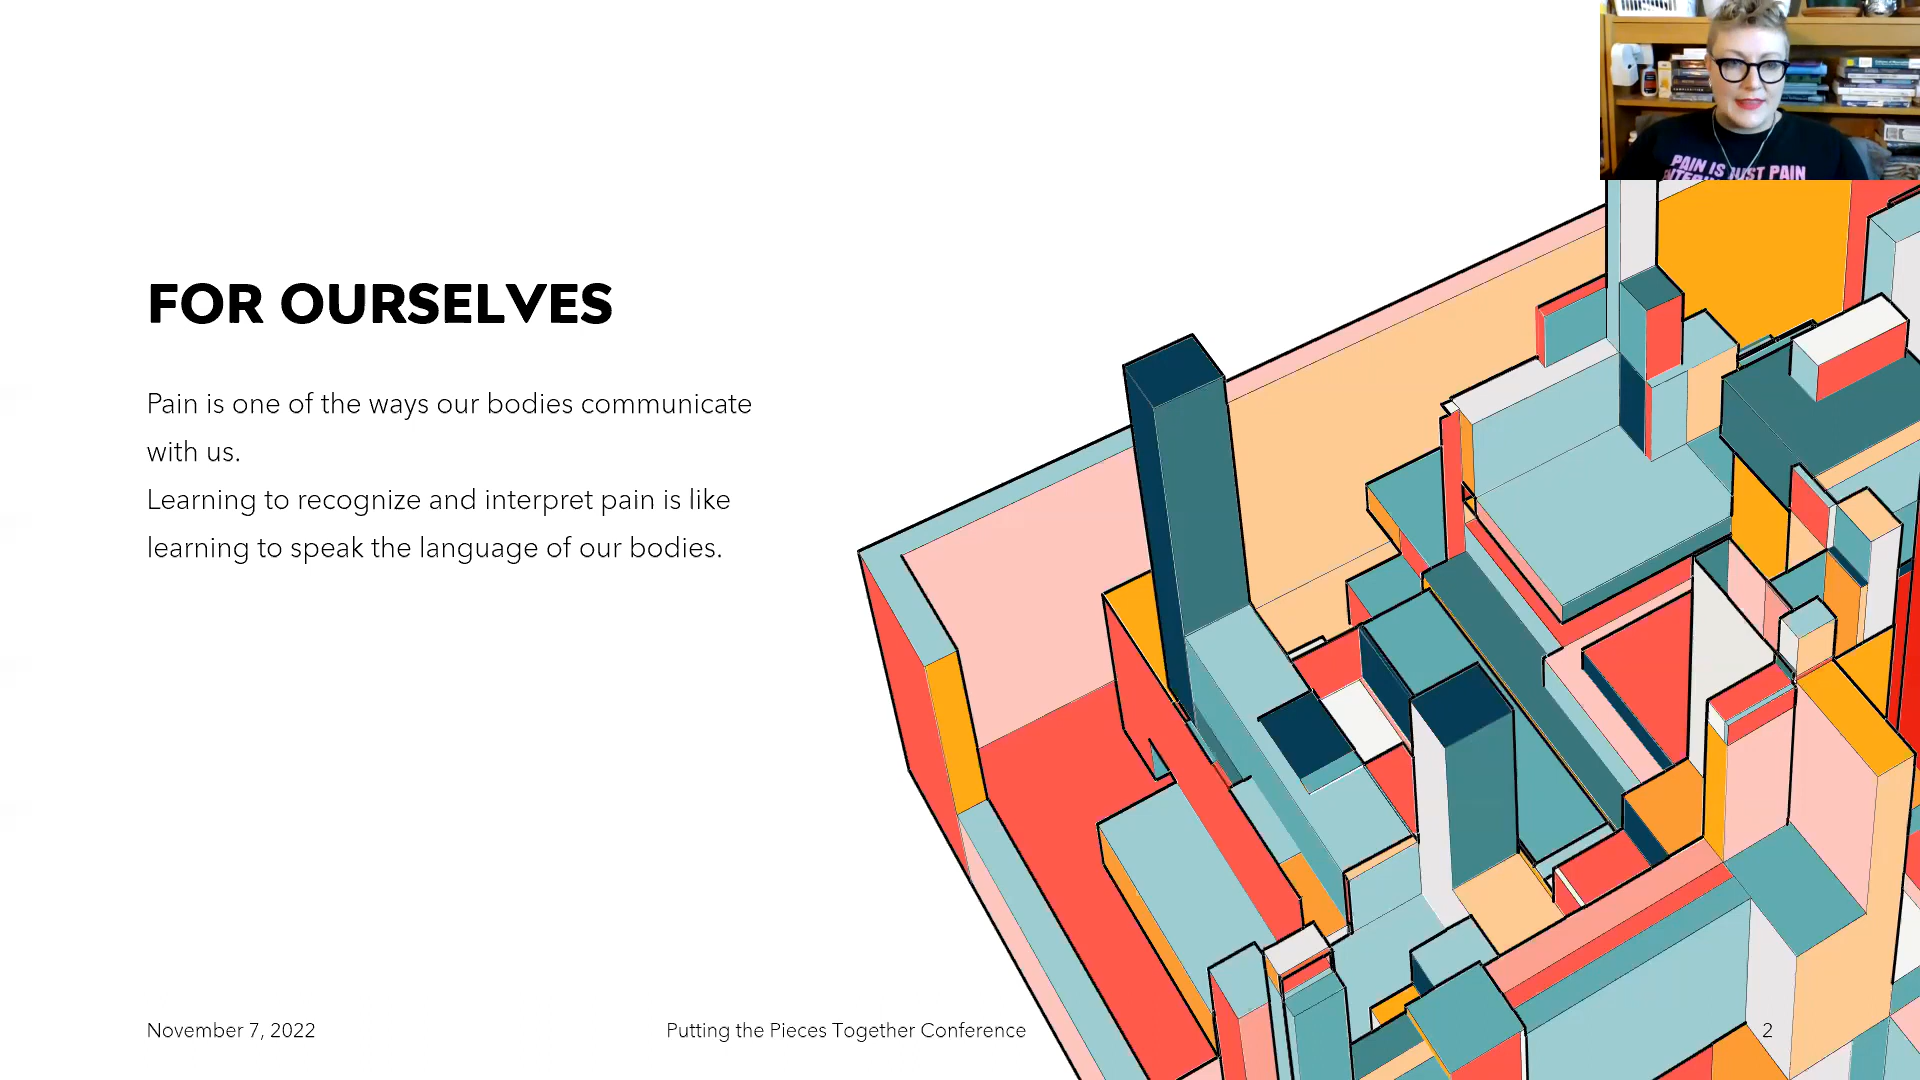 PAIN IS JUST PAIN
FOR OURSELVES
Pain is one of the ways our bodies communicate
with us.
Learning to recognize and interpret pain is like
learning to speak the language of our bodies.
November 7, 2022
Putting the Pieces Together Conference
2